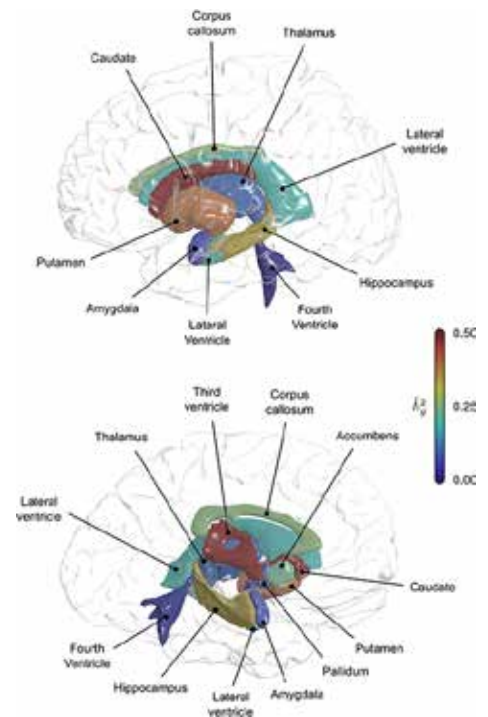 Corpus
callosum
Thalamus
Caudate
Lateral
ventricle
Putamen
Hippocampus
Amygdala
Lateral
Ventricle
Fourth
Ventricle
0.50
0.25
0.00
Third
ventricle
Corpus
callosum
Thalamus
Accumbens
Lateral
ventricle
Caudate
Fourth
Ventricle
Putamen
Pallidum
Hippocampus
Lateral
ventricle
Amygdala